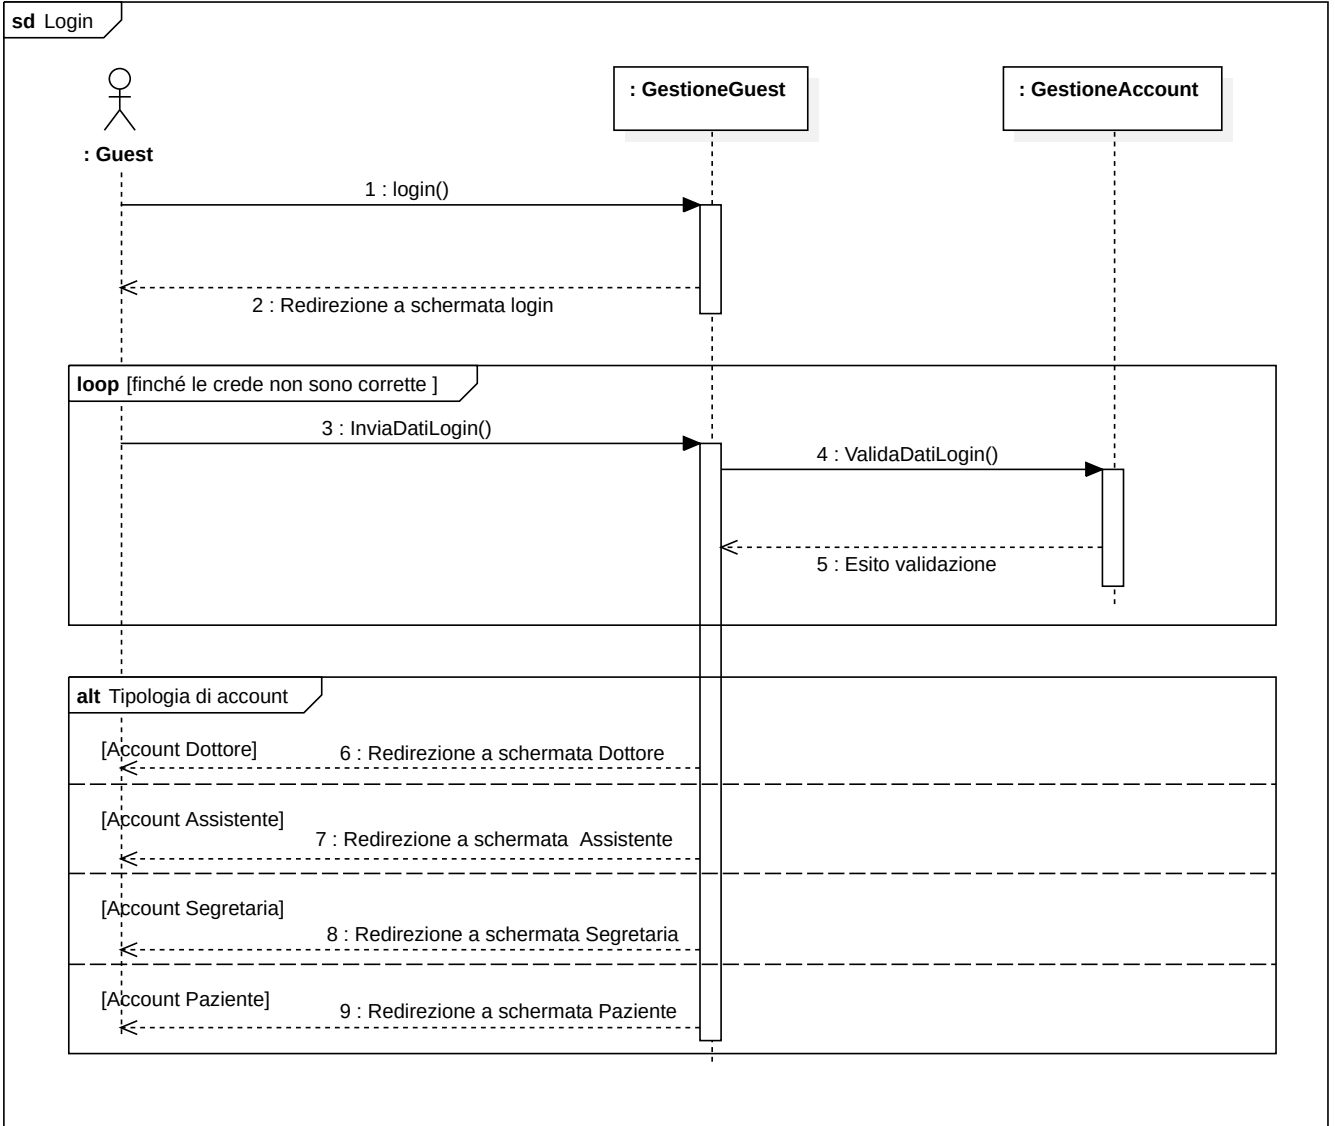 sd Login
: Guest
: GestioneGuest
: GestioneAccount
1 : login()
2 : Redirezione a schermata login
loop [finché le crede non sono corrette ]
3 : InviaDatiLogin()
4 : ValidaDatiLogin()
5 : Esito validazione
alt Tipologia di account
[Account Dottore]
6 : Redirezione a schermata Dottore
[Account Assistente]
7 : Redirezione a schermata  Assistente
[Account Segretaria]
8 : Redirezione a schermata Segretaria
[Account Paziente]
9 : Redirezione a schermata Paziente